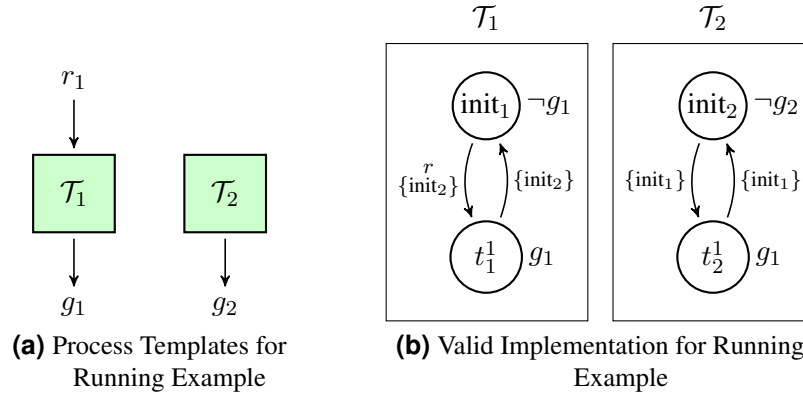 r₁
𝒯₁
𝒯₂
g₁
g₂
(a) Process Templates for
Running Example
𝒯₁
init₁
¬g₁
r
{init₂}
{init₂}
t₁¹
g₁
𝒯₂
init₂
¬g₂
{init₁}
{init₁}
t₂¹
g₁
(b) Valid Implementation for Running
Example